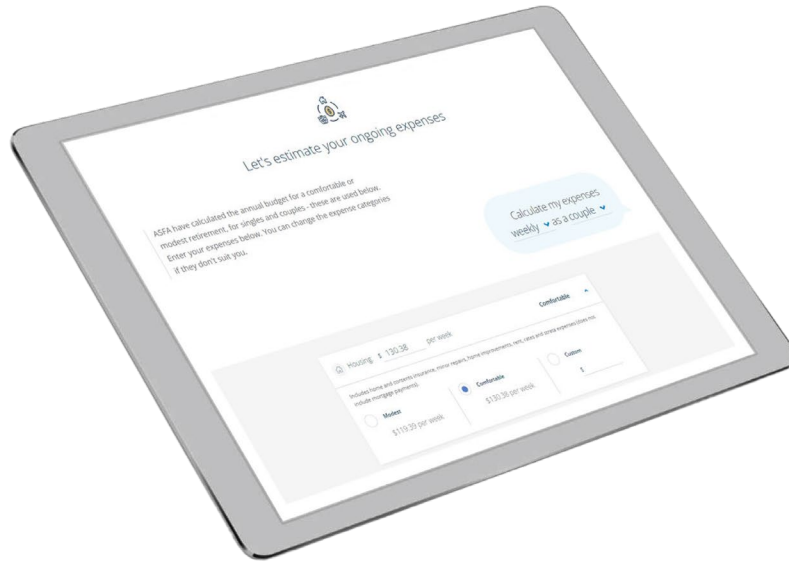 Let's estimate your ongoing expenses
ASFA have calculated the annual budget for a comfortable or
modest retirement, for singles and couples - these are used below.
Enter your expenses below. You can change the expense categories
if they don't suit you.
Calculate my expenses
weekly as a couple
Housing $ 130.38 per week Comfortable
Includes home and contents insurance, minor repairs, home improvements, rent, rates and strata expenses (does not
include mortgage payments).
Modest Comfortable Custom
$119.39 per week $130.38 per week $